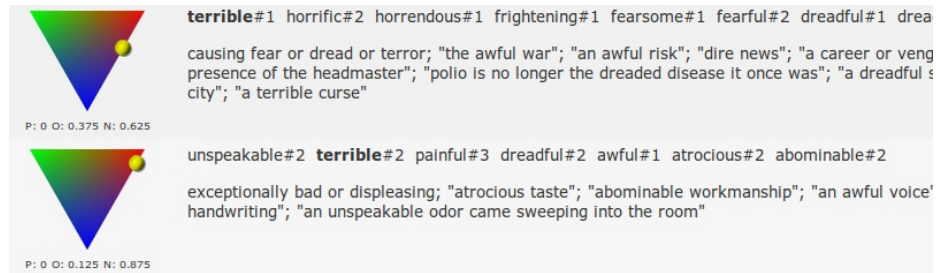 terrible#1 horrific#2 horrendous#1 frightening#1 fearsome#1 fearful#2 dreadful#1
causing fear or dread or terror; "the awful war"; "an awful risk"; "dire news"; "a career or
presence of the headmaster"; "polio is no longer the dreaded disease it once was"; "a dreadful
city"; "a terrible curse"
P: 0 O: 0.375 N: 0.625
unspeakable#2 terrible#2 painful#3 dreadful#2 awful#1 atrocious#2 abominable#2
exceptionally bad or displeasing; "atrocious taste"; "abominable workmanship"; "an awful voice"
handwriting"; "an unspeakable odor came sweeping into the room"
P: 0 O: 0.125 N: 0.875